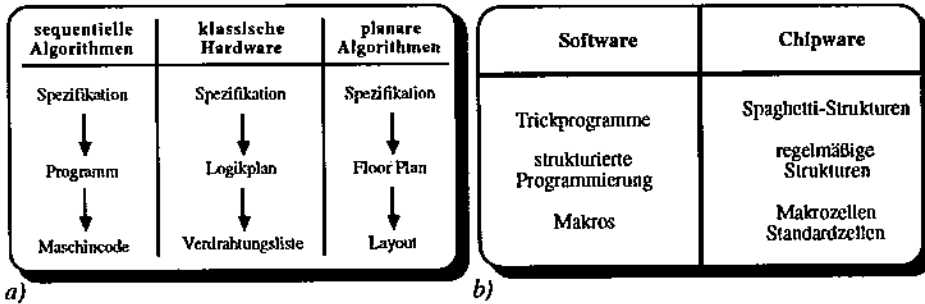 sequentielle
Algorithmen
klassische
Hardware
planare
Algorithmen
Spezifikation
Spezifikation
Spezifikation
Programm
Logikplan
Floor Plan
Maschincode
Verdrahtungsliste
Layout
a)
Software
Chipware
Trickprogramme
Spaghetti-Strukturen
strukturierte
Programmierung
regelmäßige
Strukturen
Makros
Makrozellen
Standardzellen
b)